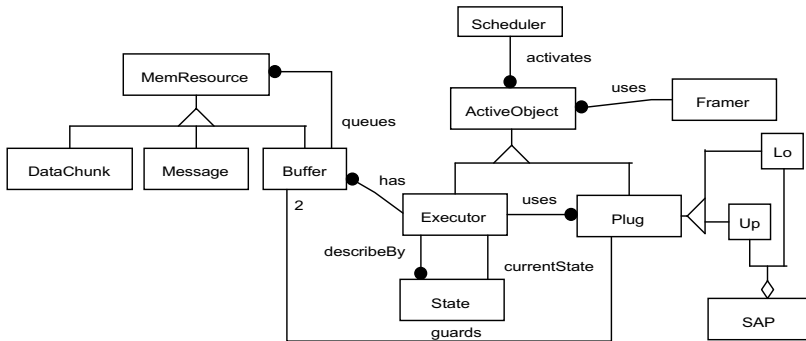 Scheduler
activates
MemResource
uses
ActiveObject
Framer
queues
DataChunk
Message
Buffer
Lo
has
2
Executor
uses
Plug
Up
describeBy
currentState
State
SAP
guards